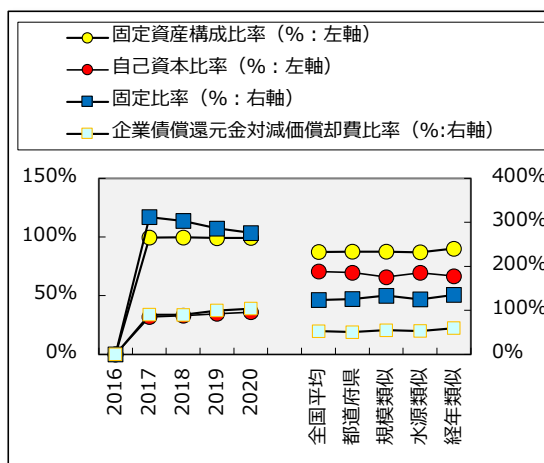 固定資産構成比率（%：左軸）
自己資本比率（%：左軸）
固定比率（%：右軸）
企業債償還元金対減価償却費比率（%:右軸）
150%
100%
50%
0%
400%
300%
200%
100%
0%
2016
2017
2018
2019
2020
全国平均
都道府県
規模類似
水源類似
経年類似